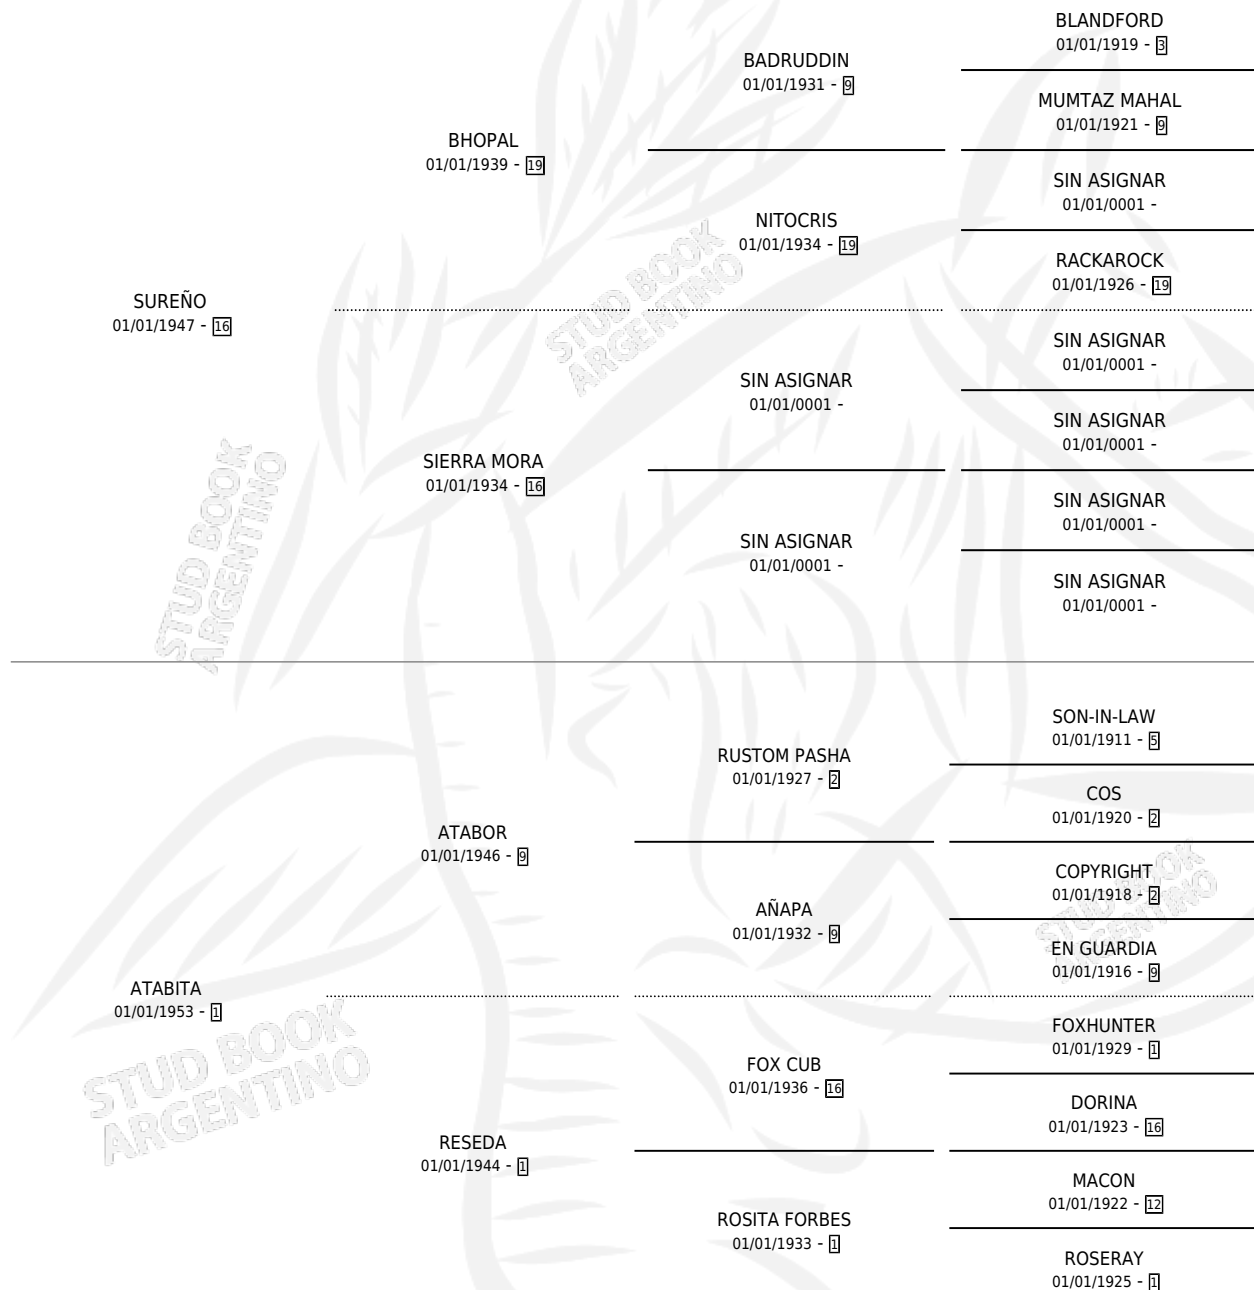 BLANDFORD
01/01/1919 - 3
BADRUDDIN
01/01/1931 - 9
MUMTAZ MAHAL
01/01/1921 - 9
BHOPAL
01/01/1939 - 19
SIN ASIGNAR
01/01/0001 -
NITOCRIS
01/01/1934 - 19
RACKAROCK
01/01/1926 - 19
SUREÑO
01/01/1947 - 16
SIN ASIGNAR
01/01/0001 -
SIN ASIGNAR
01/01/0001 -
SIN ASIGNAR
01/01/0001 -
SIERRA MORA
01/01/1934 - 16
SIN ASIGNAR
01/01/0001 -
SIN ASIGNAR
01/01/0001 -
SIN ASIGNAR
01/01/0001 -
SON-IN-LAW
01/01/1911 - 5
RUSTOM PASHA
01/01/1927 - 2
COS
01/01/1920 - 2
ATABOR
01/01/1946 - 9
COPYRIGHT
01/01/1918 - 2
AÑAPA
01/01/1932 - 9
EN GUARDIA
01/01/1916 - 9
ATABITA
01/01/1953 - 1
FOXHUNTER
01/01/1929 - 1
FOX CUB
01/01/1936 - 16
DORINA
01/01/1923 - 16
RESEDA
01/01/1944 - 1
MACON
01/01/1922 - 12
ROSITA FORBES
01/01/1933 - 1
ROSERAY
01/01/1925 - 1
STUD BOOK
ARGENTINO
STUD BOOK
ARGENTINO
STUD BOOK
ARGENTINO
STUD BOOK
ARGENTINO